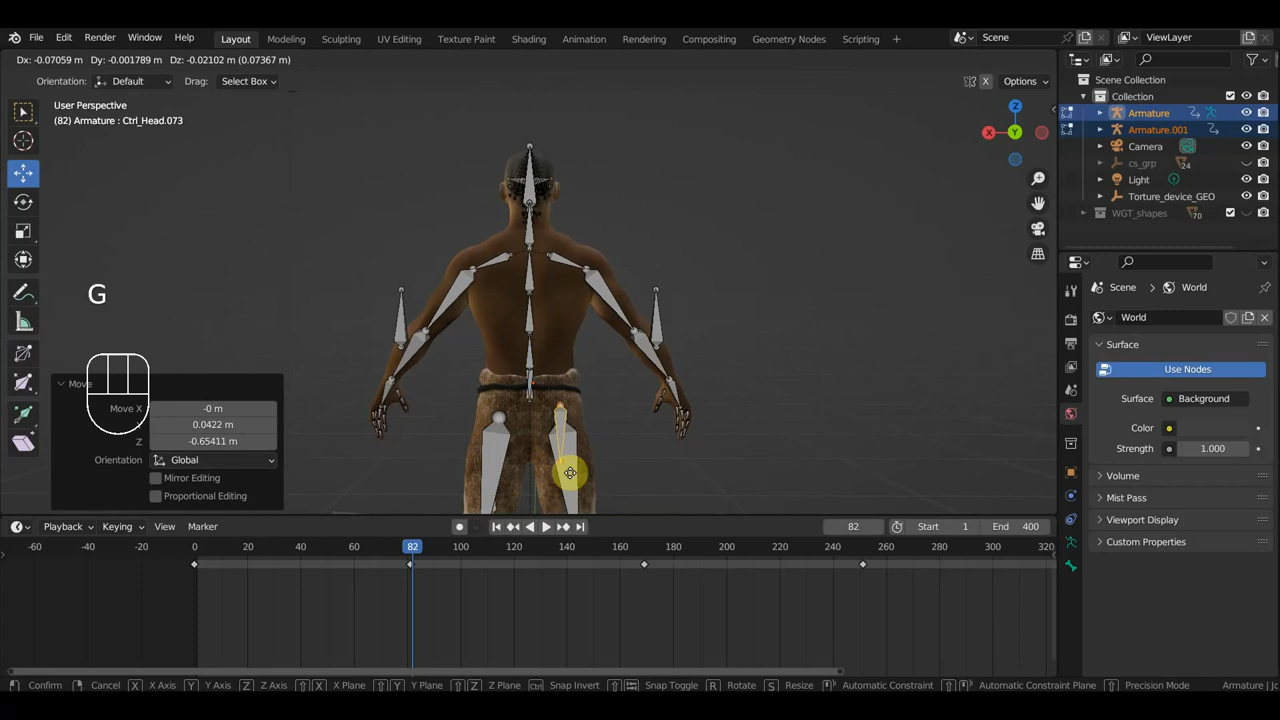 File Edit Render Window Help Layout Modeling Sculpting UV Editing Texture Paint Shading Animation Rendering Compositing Geometry Nodes Scripting + Scene ViewLayer
Dx: -0.07059 m Dy: -0.001789 m Dz: -0.02102 m (0.07367 m)
Orientation: Default Drag: Select Box X Options
User Perspective
(82) Armature : Ctrl_Head.073
Z
X Y
G
Move
Move X -0 m
0.0422 m
Z -0.65411 m
Orientation Global
Mirror Editing
Proportional Editing
Scene Collection
Collection
Armature
Armature.001
Camera
cs_grp 24
Light
Torture_device_GEO
WGT_shapes 70
Scene World
World
Surface
Use Nodes
Surface Background
Color
Strength 1.000
Volume
Mist Pass
Viewport Display
Custom Properties
Playback Keying View Marker 82 Start 1 End 400
-60 -40 -20 0 20 40 60 82 100 120 140 160 180 200 220 240 260 280 300 320
Confirm Cancel X X Axis Y Y Axis Z Z Axis X X Plane Y Y Plane Z Z Plane Ctrl Snap Invert Snap Toggle R Rotate S Resize Automatic Constraint Automatic Constraint Plane Precision Mode Armature | Jo